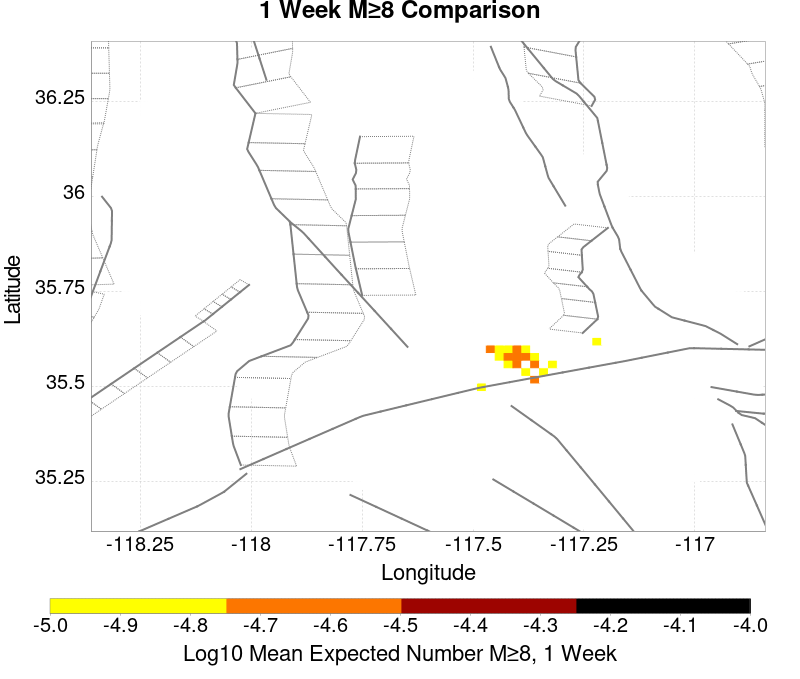 1 Week M≥8 Comparison
36.25
36
35.75
35.5
35.25
Latitude
-118.25 -118 -117.75 -117.5 -117.25 -117
Longitude
-5.0 -4.9 -4.8 -4.7 -4.6 -4.5 -4.4 -4.3 -4.2 -4.1 -4.0
Log10 Mean Expected Number M≥8, 1 Week